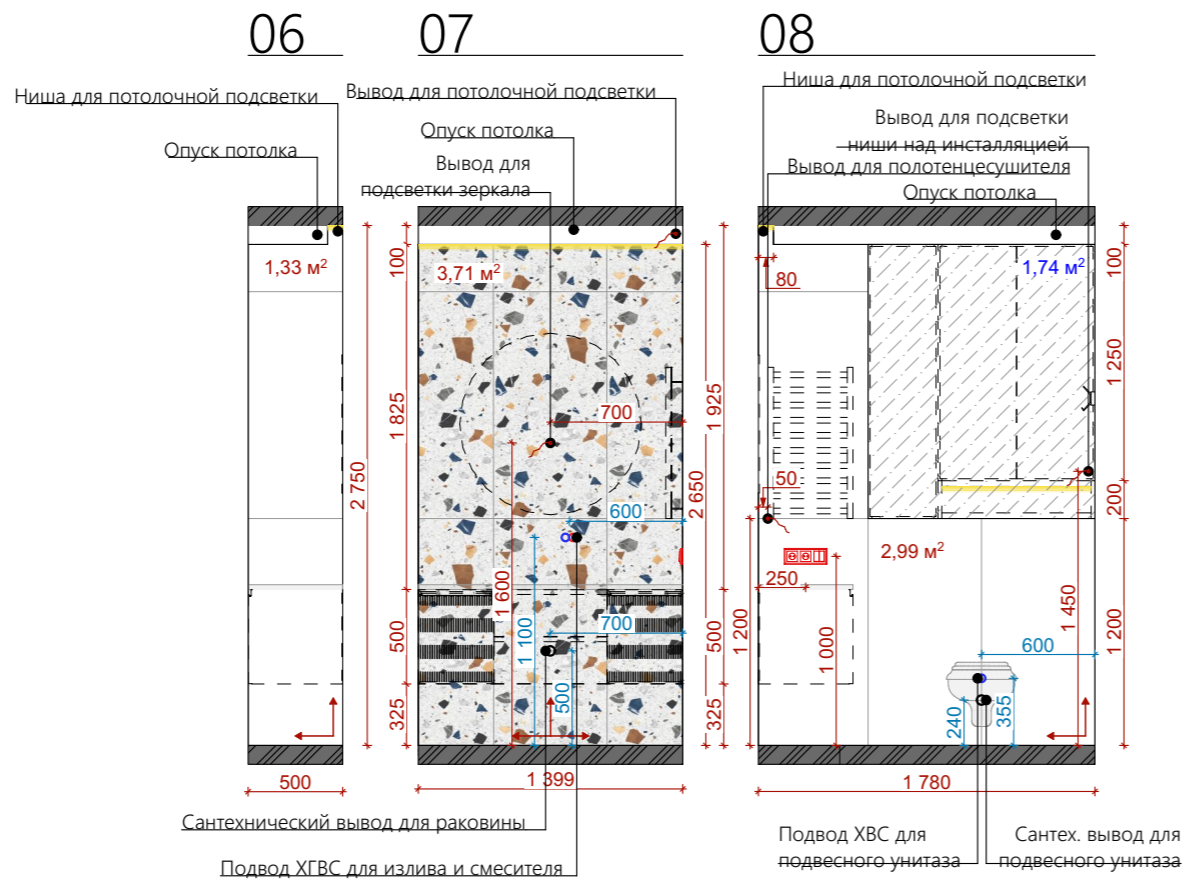 06
07
08
Ниша для потолочной подсветки
Опуск потолка
Вывод для потолочной подсветки
Опуск потолка
Вывод для
подсветки зеркала
Ниша для потолочной подсветки
Вывод для подсветки
ниши над инсталляцией
Вывод для полотенцесушителя
Опуск потолка
1,33 м²
2 750
500
100
1 825
500
325
3,71 м²
700
600
1 600
1 100
700
500
2 650
1 399
1 925
500
325
80
50
1 200
250
1 000
2,99 м²
1,74 м²
1 450
600
240
355
100
1 250
200
1 200
1 780
Сантехнический вывод для раковины
Подвод ХГВС для излива и смесителя
Подвод ХВС для
подвесного унитаза
Сантех. вывод для
подвесного унитаза